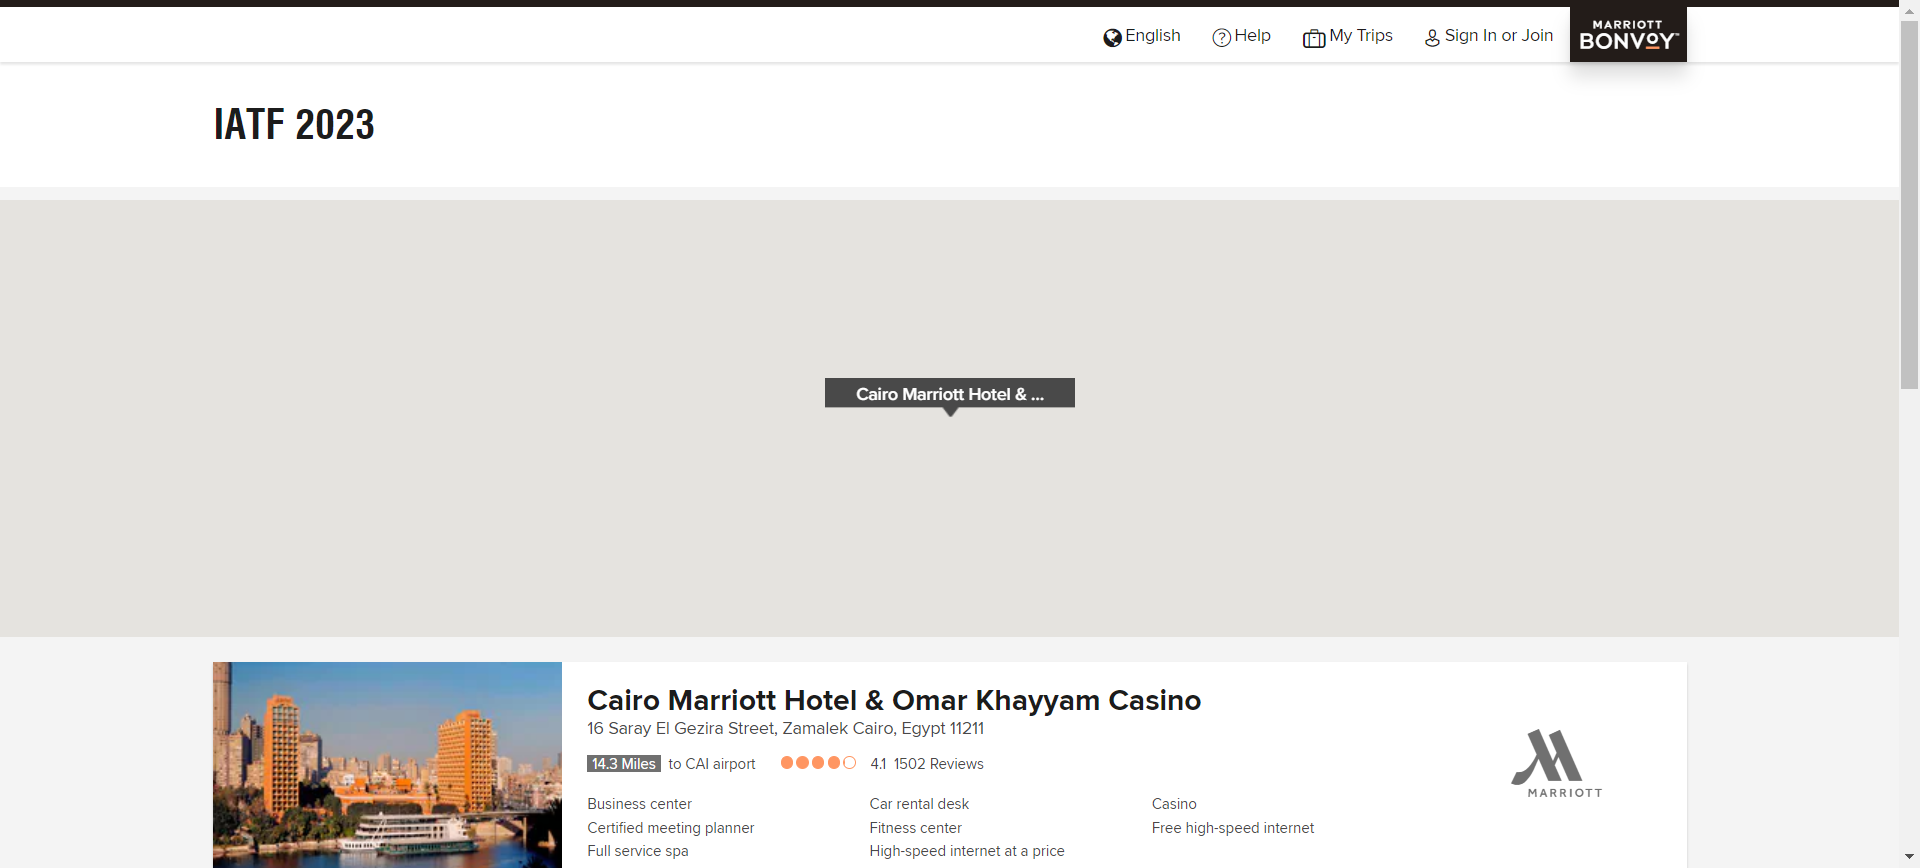 English
Help
My Trips
Sign In or Join
MARRIOTT
BONVOY™
IATF 2023
Cairo Marriott Hotel & ...
Cairo Marriott Hotel & Omar Khayyam Casino
16 Saray El Gezira Street, Zamalek Cairo, Egypt 11211
14.3 Miles to CAI airport 4.1 1502 Reviews
Business center
Car rental desk
Casino
Certified meeting planner
Fitness center
Free high-speed internet
Full service spa
High-speed internet at a price
MARRIOTT